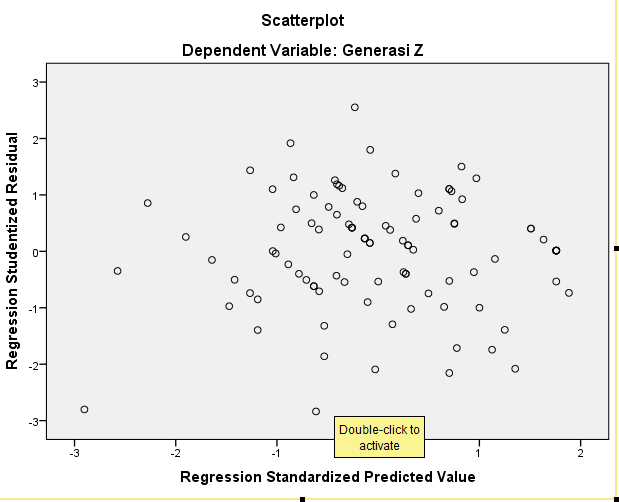 Scatterplot
Dependent Variable: Generasi Z
Regression Studentized Residual
3
2
1
0
-1
-2
-3
-3
-2
-1
1
2
Double-click to
activate
Regression Standardized Predicted Value